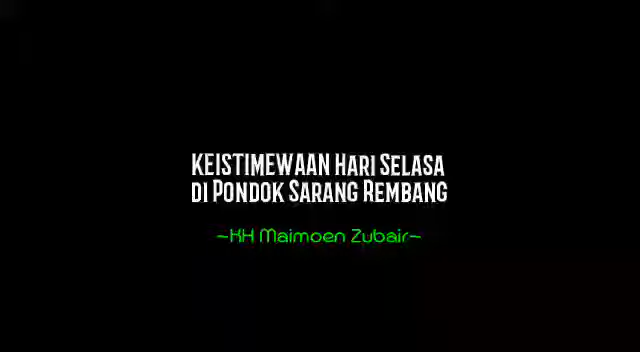 KEISTIMEWAAN HARI SELASA
DI PONDOK SARANG REMBANG
~KH Maimoen Zubair~